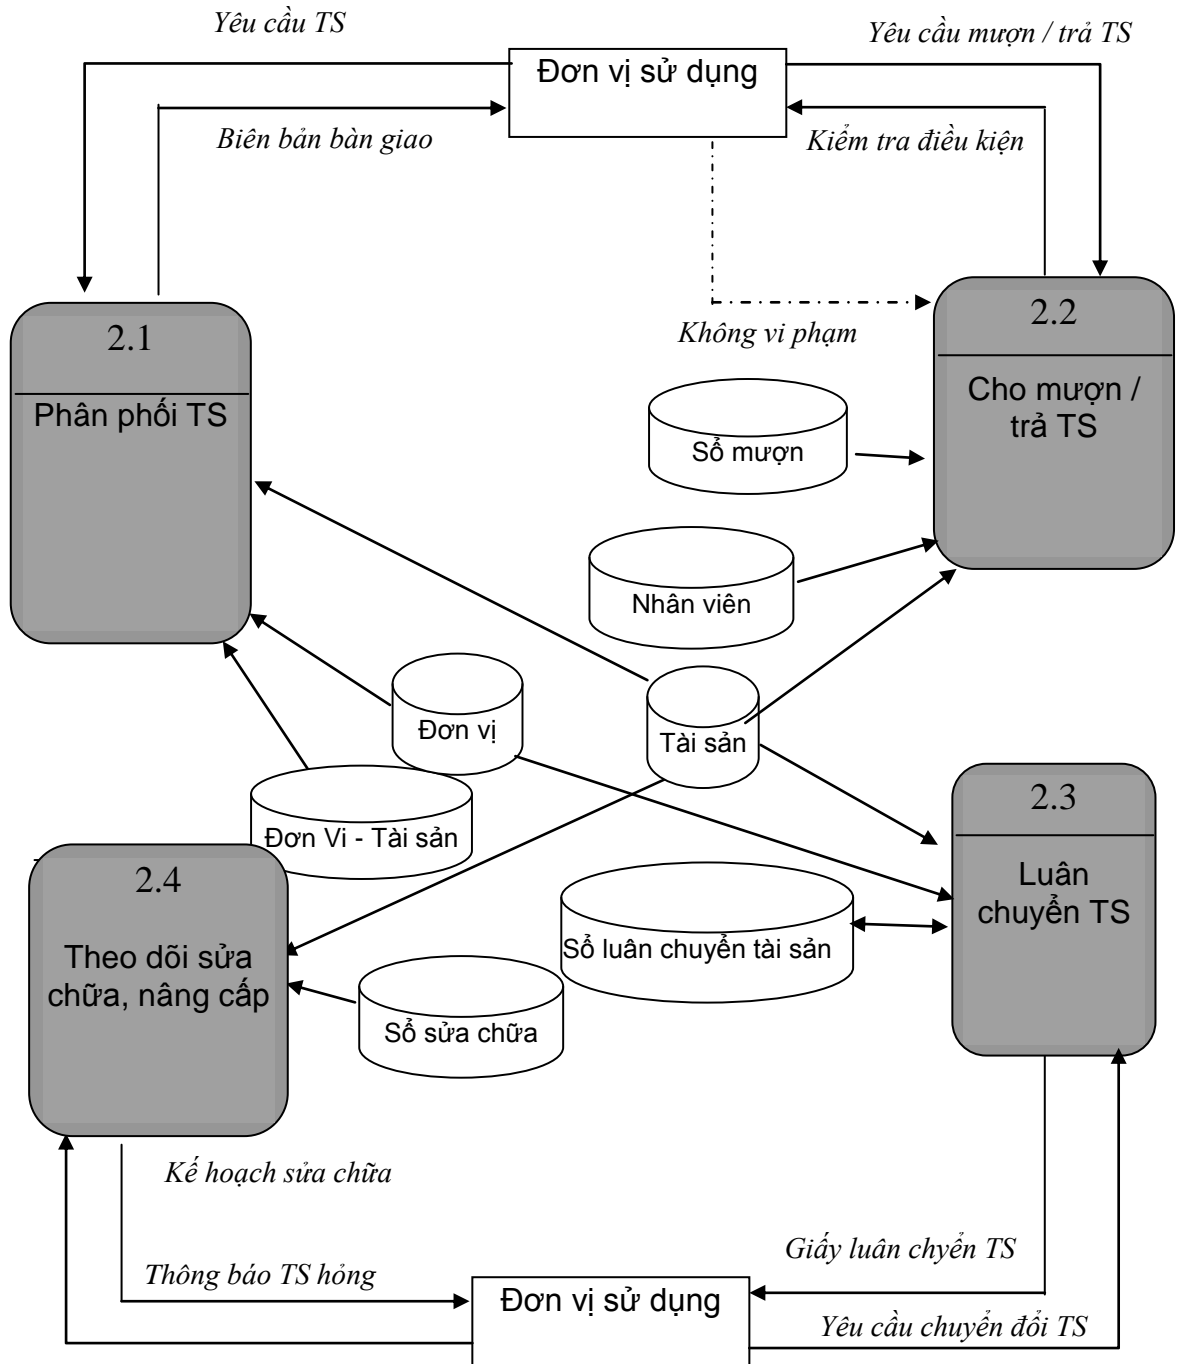 Yêu cầu TS
Yêu cầu mượn / trả TS
Đơn vị sử dụng
Biên bản bàn giao
Kiểm tra điều kiện
2.1
Phân phối TS
Không vi phạm
2.2
Cho mượn /
trả TS
Sổ mượn
Nhân viên
Đơn vị
Tài sản
Đơn Vi - Tài sản
2.3
Luân
chuyển TS
2.4
Theo dõi sửa
chữa, nâng cấp
Sổ luân chuyển tài sản
Sổ sửa chữa
Kế hoạch sửa chữa
Giấy luân chyển TS
Thông báo TS hỏng
Đơn vị sử dụng
Yêu cầu chuyển đổi TS